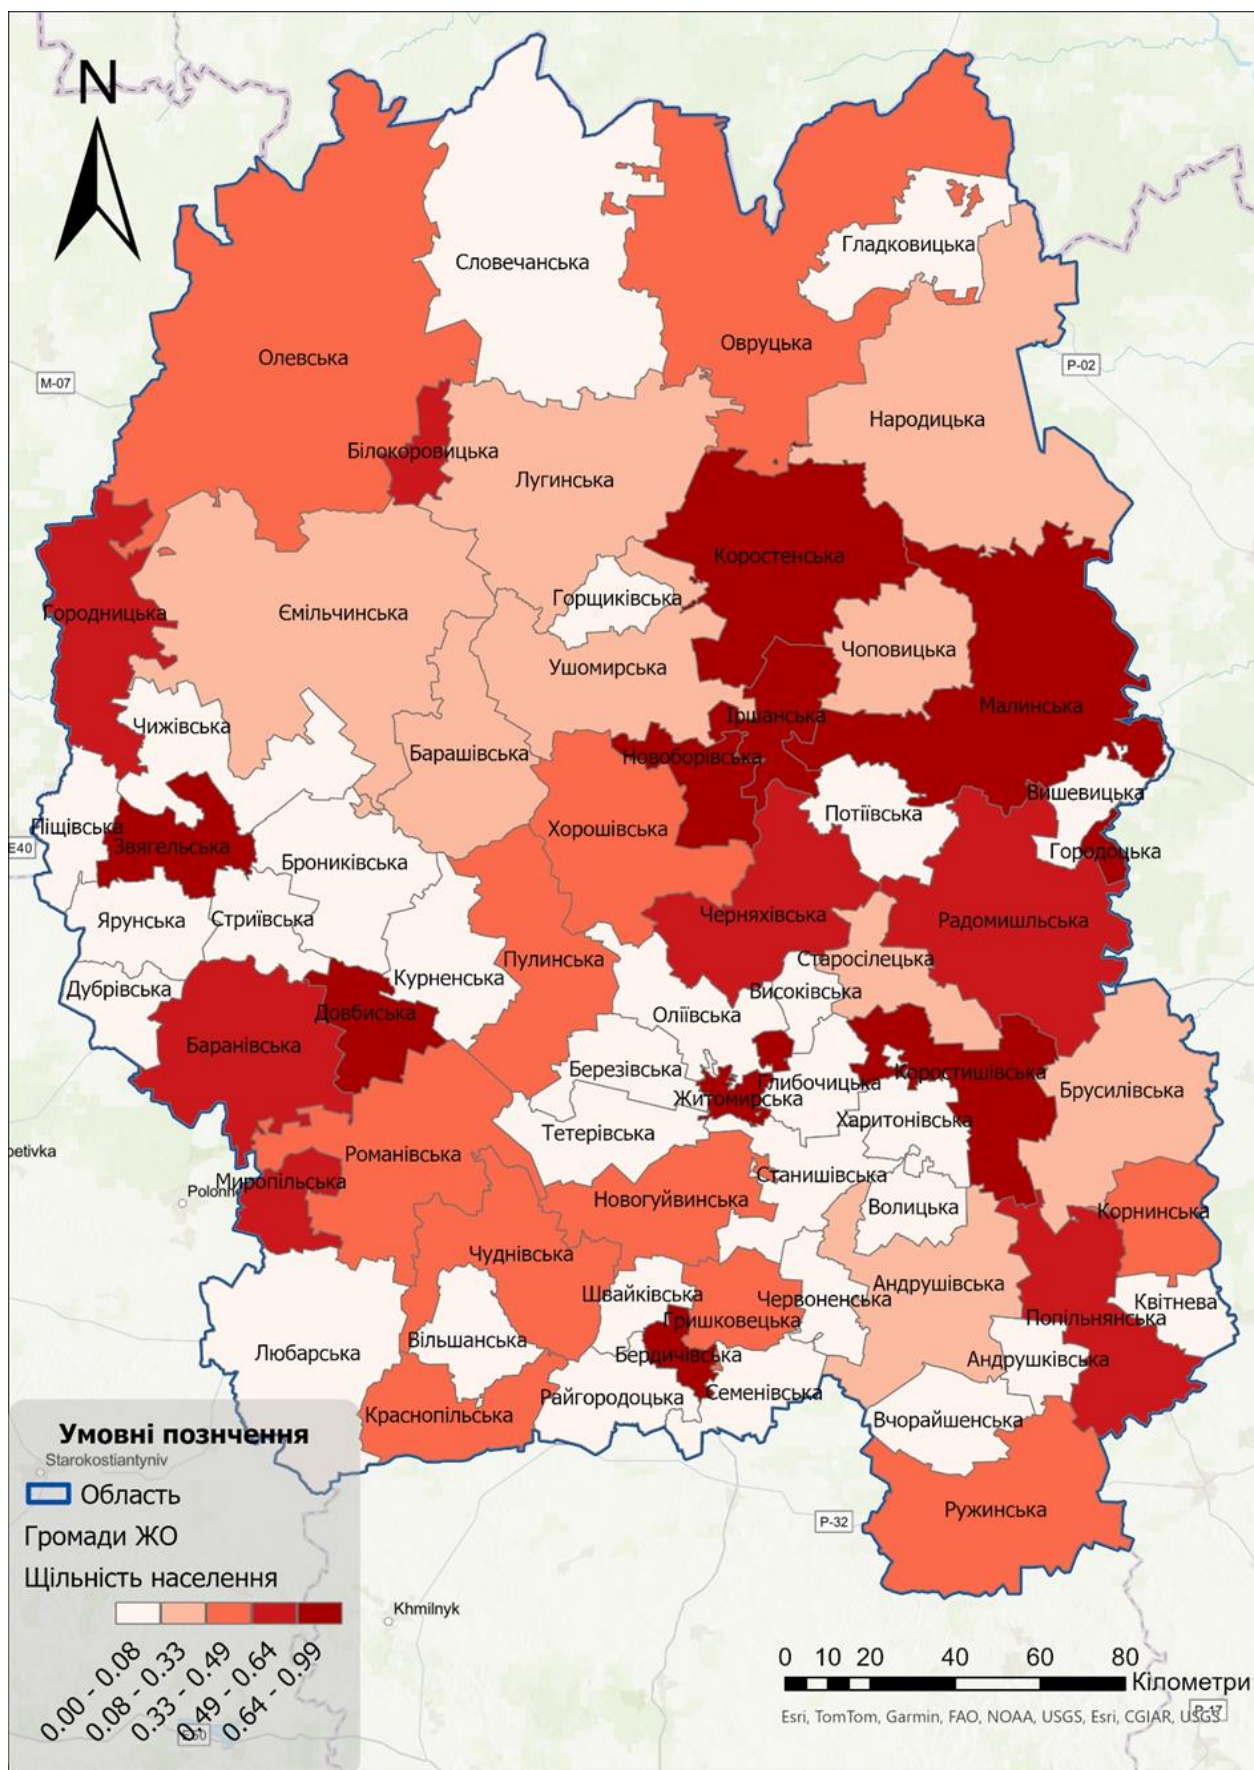 N
Словечанська
Гладковицька
Овруцька
Олевська
M-07
P-02
Народицька
Білокоровицька
Лугинська
Коростенська
Горщиківська
Городницька
Ємільчинська
Чоповицька
Ушомирська
Малинська
Іршанська
Чижівська
Барашівська
Новоборівська
Вишевицька
Потіївська
Піщівська
Хорошівська
Звягельська
E40
Городоцька
Брониківська
Ярунська
Стриївська
Черняхівська
Радомишльська
Пулинська
Старосілецька
Курненська
Дубрівська
Високівська
Довбиська
Оліївська
Баранівська
Березівська
Коростишівська
Глибочицька
Брусилівська
Житомирська
Харитонівська
Тетерівська
petivka
Романівська
Станишівська
Миропільська
Polonne
Новогуйвинська
Волицька
Корнинська
Чуднівська
Андрушівська
Швайківська
Червоненська
Квітнева
Гришковецька
Попільнянська
Вільшанська
Любарська
Бердичівська
Андрушківська
Райгородоцька
Семенівська
Краснопільська
Вчорайшенська
Умовні познчення
Starokostiantyniv
Область
Ружинська
P-32
Громади ЖО
Щільність населення
Khmilnyk
0.00 - 0.08
0.08 - 0.33
0.33 - 0.49
0.49 - 0.64
0.64 - 0.99
0 10 20 40 60 80
Кілометри
P-17
Esri, TomTom, Garmin, FAO, NOAA, USGS, Esri, CGIAR, USGS